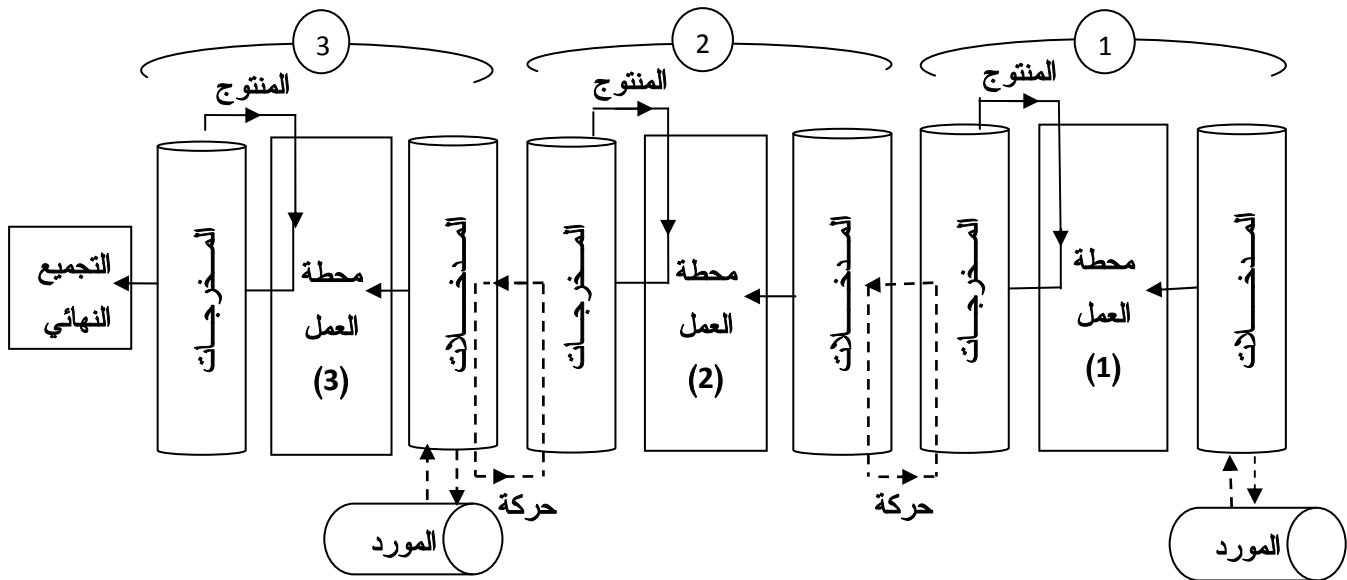 1
2
3
المنتوج
المنتوج
المنتوج
المدخلات
محطة
العمل
(1)
المخرجات
المدخلات
محطة
العمل
(2)
المخرجات
المدخلات
محطة
العمل
(3)
المخرجات
التجميع
النهائي
حركة
حركة
المورد
المورد